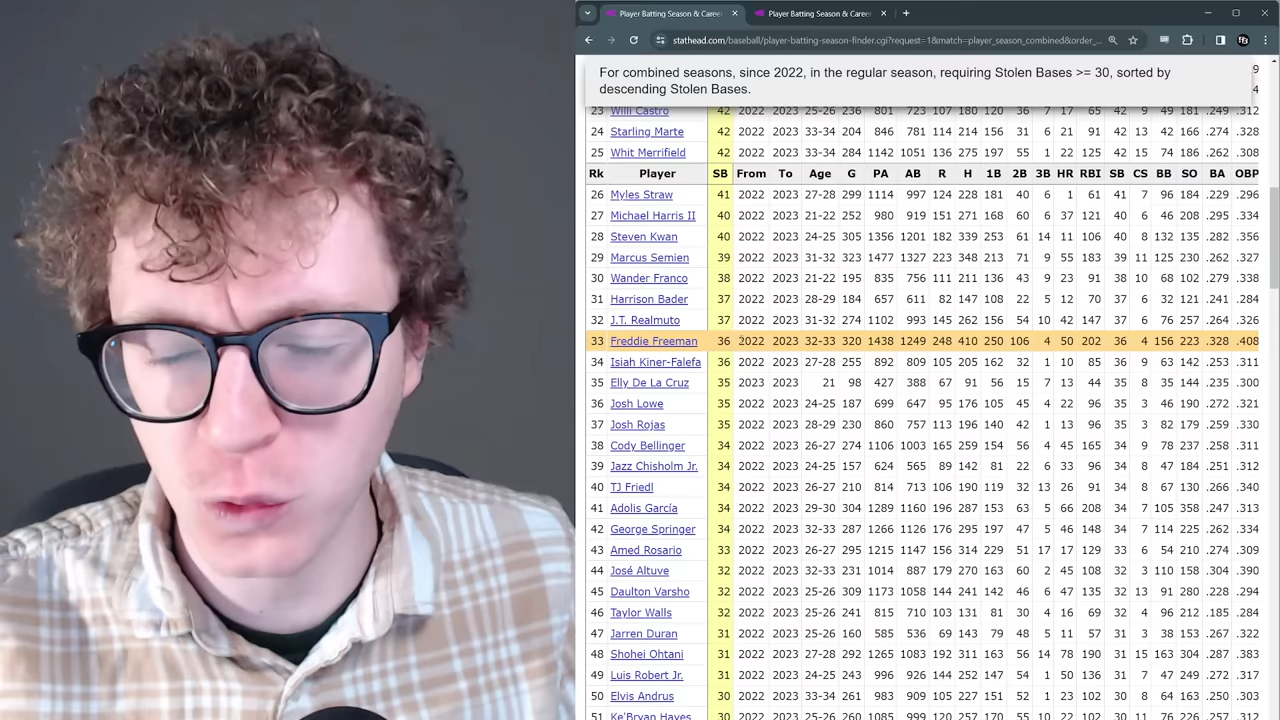 Player Batting Season & Caree
Player Batting Season & Caree
stathead.com/baseball/player-batting-season-finder.cgi?request=1&match=player_season_combined&order_...
For combined seasons, since 2022, in the regular season, requiring Stolen Bases >= 30, sorted by
descending Stolen Bases.
23 Willi Castro 42 2022 2023 25-26 236 801 723 107 180 120 36 17 65 42 9 49 181 .249 .312
24 Starling Marte 42 2022 2023 33-34 204 846 781 114 214 156 31 6 21 91 42 13 46 166 .274 .328
25 Whit Merrifield 42 2022 2023 33-34 284 1142 1051 136 275 197 55 1 22 125 42 15 74 186 .262 .308
Rk Player SB From To Age G PA AB R H 1B 2B 3B HR RBI SB CS BB SO BA OBP
26 Myles Straw 41 2022 2023 27-28 299 1114 997 124 228 181 40 6 1 61 41 7 96 184 .229 .296
27 Michael Harris II 40 2022 2023 21-22 252 980 919 151 271 168 60 6 37 121 40 6 46 208 .295 .334
28 Steven Kwan 40 2022 2023 24-25 305 1356 1201 182 339 253 61 14 11 106 40 8 132 135 .282 .356
29 Marcus Semien 39 2022 2023 31-32 323 1477 1327 223 348 213 71 9 55 183 39 11 125 230 .262 .327
30 Wander Franco 38 2022 2023 21-22 195 835 756 111 211 136 43 9 23 91 38 10 68 102 .279 .338
31 Harrison Bader 37 2022 2023 28-29 184 657 611 82 147 108 22 5 12 70 37 6 32 121 .241 .284
32 J.T. Realmuto 37 2022 2023 31-32 274 1102 993 145 262 156 54 10 42 147 37 6 76 257 .264 .326
33 Freddie Freeman 36 2022 2023 32-33 320 1438 1249 248 410 250 106 4 50 202 36 4 156 223 .328 .408
34 Isiah Kiner-Falefa 36 2022 2023 27-28 255 892 809 105 205 162 32 1 10 85 36 9 63 142 .253 .311
35 Elly De La Cruz 35 2023 2023 21 98 427 388 67 91 56 15 7 13 44 35 8 35 144 .235 .300
36 Josh Lowe 35 2022 2023 24-25 187 699 647 95 176 105 45 4 22 96 35 3 45 190 .272 .321
37 Josh Rojas 35 2022 2023 28-29 230 860 757 113 196 140 42 1 13 96 35 3 82 179 .259 .330
38 Cody Bellinger 34 2022 2023 26-27 274 1106 1003 165 259 154 56 4 45 165 34 9 78 237 .258 .311
39 Jazz Chisholm Jr. 34 2022 2023 24-25 157 624 565 89 142 81 22 6 33 96 34 8 47 184 .251 .312
40 TJ Friedl 34 2022 2023 26-27 210 814 713 106 190 119 32 13 26 91 34 8 67 130 .266 .340
41 Adolis García 34 2022 2023 29-30 304 1289 1160 196 287 153 63 5 66 208 34 7 105 358 .247 .313
42 George Springer 34 2022 2023 32-33 287 1266 1126 176 295 197 47 5 46 148 34 8 114 225 .262 .334
43 Amed Rosario 33 2022 2023 26-27 295 1215 1147 156 314 229 51 17 17 129 33 6 54 210 .274 .309
44 José Altuve 32 2022 2023 32-33 231 1014 887 179 270 163 60 2 45 108 32 3 110 158 .304 .390
45 Daulton Varsho 32 2022 2023 25-26 309 1173 1058 144 241 142 46 6 47 135 32 13 91 280 .228 .294
46 Taylor Walls 32 2022 2023 25-26 241 815 710 103 131 81 30 4 16 69 32 4 96 212 .185 .284
47 Jarren Duran 31 2022 2023 25-26 160 585 526 69 143 79 48 5 11 57 31 3 38 153 .267 .322
48 Shohei Ohtani 31 2022 2023 27-28 292 1265 1083 192 311 163 56 14 78 190 31 15 163 304 .287 .383
49 Luis Robert Jr. 31 2022 2023 24-25 243 996 926 144 252 147 54 1 50 136 31 7 47 249 .272 .317
50 Elvis Andrus 30 2022 2023 33-34 261 983 909 105 227 151 52 1 23 102 30 8 64 163 .250 .303
51 Ke'Bryan Hayes